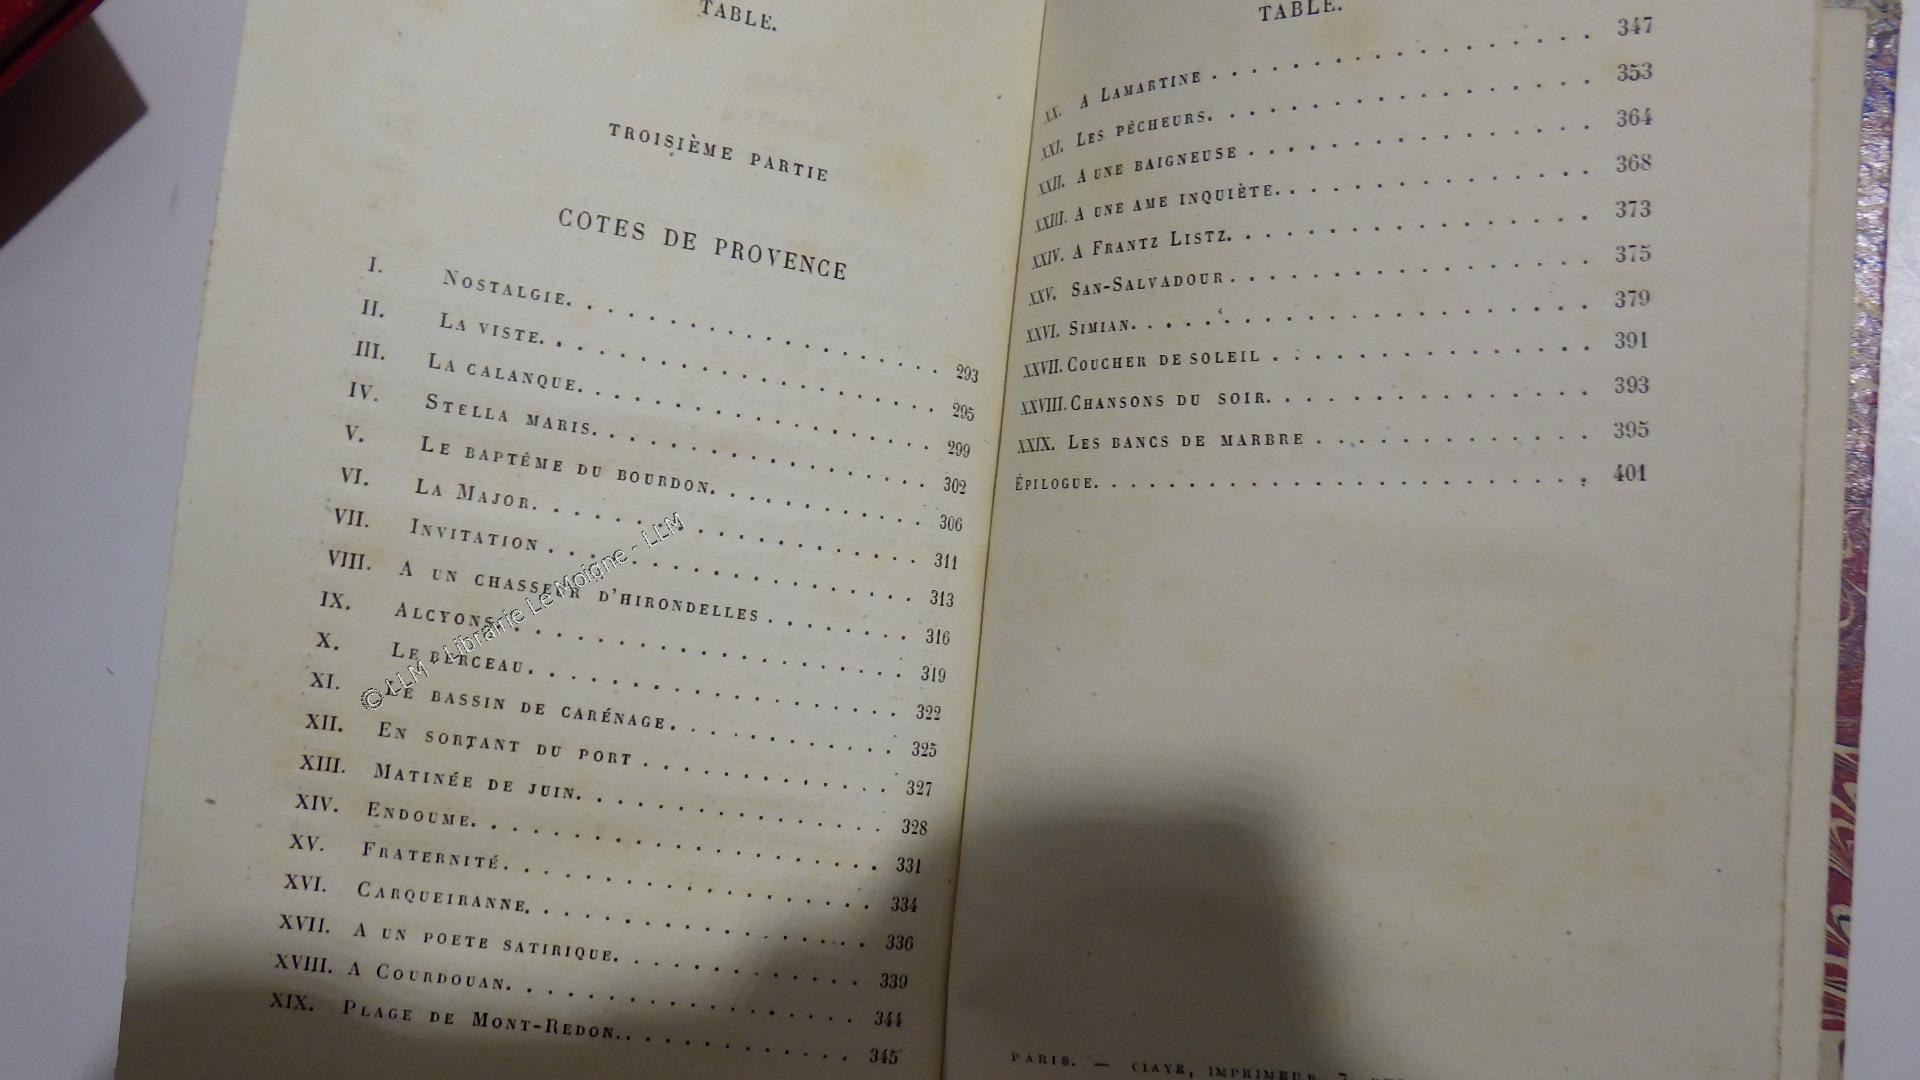 TABLE.
TROISIÈME PARTIE
COTES DE PROVENCE
I. NOSTALGIE. . . . . . . . . . . . . . . . . . . 293
II. LA VISTE. . . . . . . . . . . . . . . . . . . 295
III. LA CALANQUE. . . . . . . . . . . . . . . . . . 299
IV. STELLA MARIS. . . . . . . . . . . . . . . . . 302
V. LE BAPTÊME DU BOURDON. . . . . . . . . . . . 306
VI. LA MAJOR. . . . . . . . . . . . . . . . . . . 311
VII. INVITATION . . . . . . . . . . . . . . . . . . 313
VIII. A UN CHASSEUR D'HIRONDELLES . . . . . . . . 316
IX. ALCYONS. . . . . . . . . . . . . . . . . . . 319
X. LE BERCEAU. . . . . . . . . . . . . . . . . . 322
XI. LE BASSIN DE CARÉNAGE. . . . . . . . . . . . 325
XII. EN SORTANT DU PORT . . . . . . . . . . . . . 327
XIII. MATINÉE DE JUIN. . . . . . . . . . . . . . . 328
XIV. ENDOUME. . . . . . . . . . . . . . . . . . . 331
XV. FRATERNITÉ. . . . . . . . . . . . . . . . . . 334
XVI. CARQUEIRANNE. . . . . . . . . . . . . . . . . 336
XVII. A UN POETE SATIRIQUE. . . . . . . . . . . . . 339
XVIII. A COURDOUAN. . . . . . . . . . . . . . . . . 344
XIX. PLAGE DE MONT-REDON. . . . . . . . . . . . . 345
© LLM - Librairie Le Moigne - LLM
TABLE.
XX. A LAMARTINE . . . . . . . . . . . . . . . . . 347
XXI. LES PÊCHEURS. . . . . . . . . . . . . . . . . 353
XXII. A UNE BAIGNEUSE . . . . . . . . . . . . . . . 364
XXIII. A UNE AME INQUIÈTE. . . . . . . . . . . . . . 368
XXIV. A FRANTZ LISTZ. . . . . . . . . . . . . . . . 373
XXV. SAN-SALVADOUR . . . . . . . . . . . . . . . . 375
XXVI. SIMIAN. . . . . . . . . . . . . . . . . . . . 379
XXVII. COUCHER DE SOLEIL . . . . . . . . . . . . . . 391
XXVIII. CHANSONS DU SOIR. . . . . . . . . . . . . . . 393
XXIX. LES BANCS DE MARBRE . . . . . . . . . . . . . 395
ÉPILOGUE. . . . . . . . . . . . . . . . . . . . . 401
PARIS. — CLAYE, IMPRIMEUR, 7,